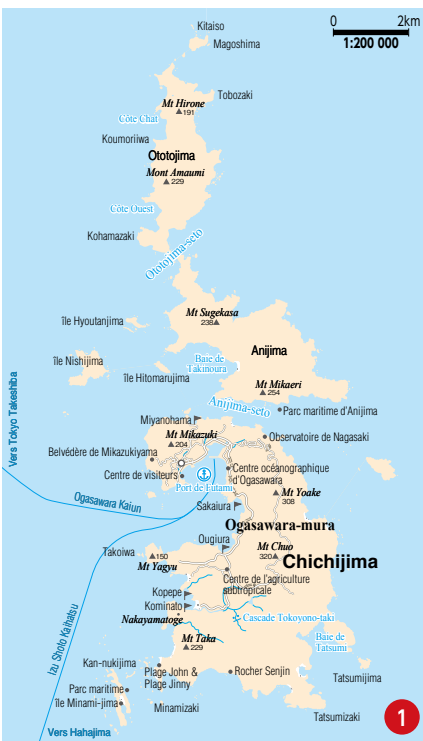 Kitaiso
0 2km
1:200 000
Magoshima
Tobozaki
Mt Hirone
191
Côte Chat
Koumoriiwa
Ototojima
Mont Amaumi
229
Côte Ouest
Kohamazaki
Ototojima-seto
Mt Sugekasa
238
île Hyoutanjima
Anijima
Baie de
Takinoura
île Nishijima
île Hitomarujima
Mt Mikaeri
254
Anijima-seto
Parc maritime d'Anijima
Vers Tokyo Takeshiba
Miyanohama
Mt Mikazuki
204
Observatoire de Nagasaki
Belvédère de Mikazukiyama
Centre de visiteurs
Centre océanographique
d'Ogasawara
Port de Futami
Mt Yoake
308
Ogasawara Kaiun
Sakaiura
Ogasawara-mura
Ougiura
Mt Chuo
320
Chichijima
Takoiwa
150
Mt Yagyu
Centre de l'agriculture
subtropicale
Kopepe
Kominato
Nakayamatoge
Cascade Tokoyono-taki
Izu Shoto Kaihatsu
Mt Taka
229
Baie de
Tatsumi
Kan-nukijima
Plage John &
Plage Jinny
Rocher Senjin
Tatsumijima
Parc maritime
île Minami-jima
Minamizaki
Tatsumizaki
Vers Hahajima
1